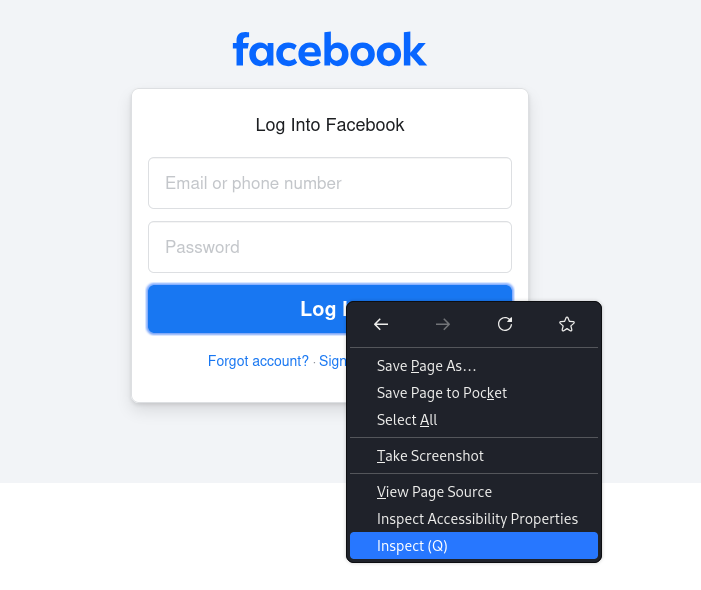 facebook
Log Into Facebook
Email or phone number
Password
Log
Forgot account? · Sign
Save Page As...
Save Page to Pocket
Select All
Take Screenshot
View Page Source
Inspect Accessibility Properties
Inspect (Q)